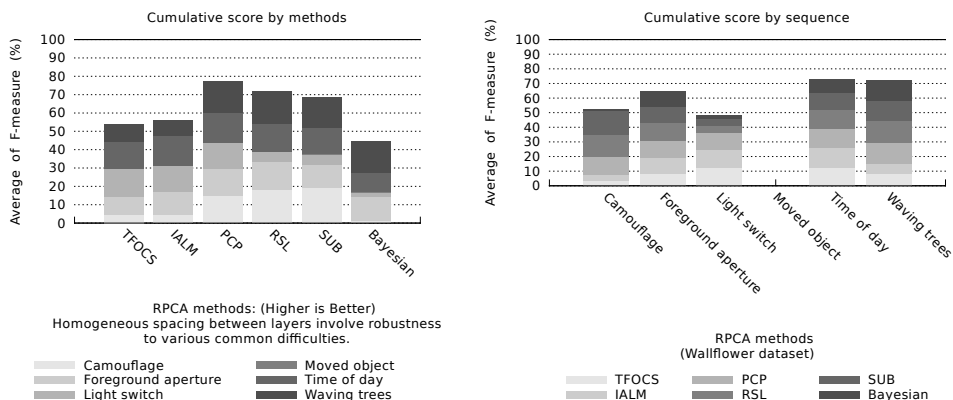 Cumulative score by methods
Average of F-measure (%)
100
90
80
70
60
50
40
30
20
10
0
TFOCS
IALM
PCP
RSL
SUB
Bayesian
RPCA methods: (Higher is Better)
Homogeneous spacing between layers involve robustness
to various common difficulties.
Camouflage
Foreground aperture
Light switch
Moved object
Time of day
Waving trees
Cumulative score by sequence
Average of F-measure (%)
100
90
80
70
60
50
40
30
20
10
0
Camouflage
Foreground aperture
Light switch
Moved object
Time of day
Waving trees
RPCA methods
(Wallflower dataset)
TFOCS
IALM
PCP
RSL
SUB
Bayesian